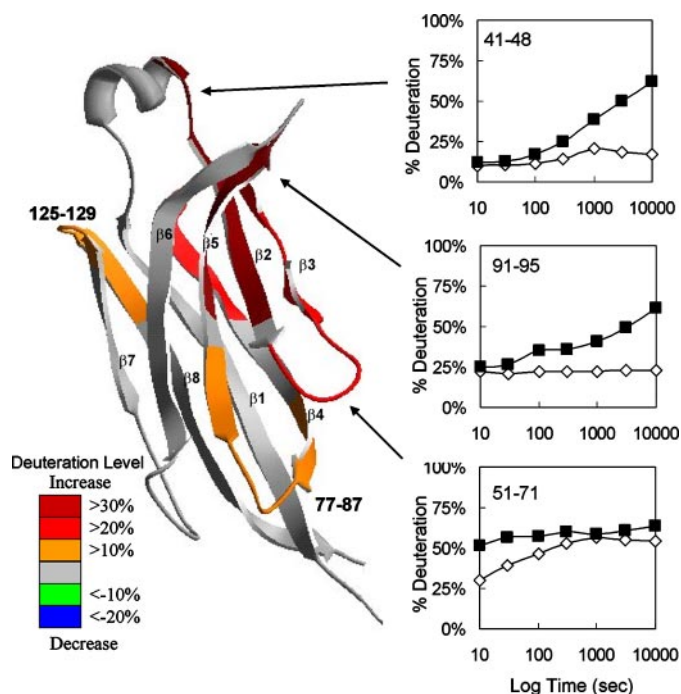 125-129
β6
β5
β2
β3
β7
β8
β1
β4
77-87
Deuteration Level
Increase
>30%
>20%
>10%
<-10%
<-20%
Decrease
41-48
% Deuteration
100%
75%
50%
25%
0%
10 100 1000 10000
91-95
% Deuteration
100%
75%
50%
25%
0%
10 100 1000 10000
51-71
% Deuteration
100%
75%
50%
25%
0%
10 100 1000 10000
Log Time (sec)